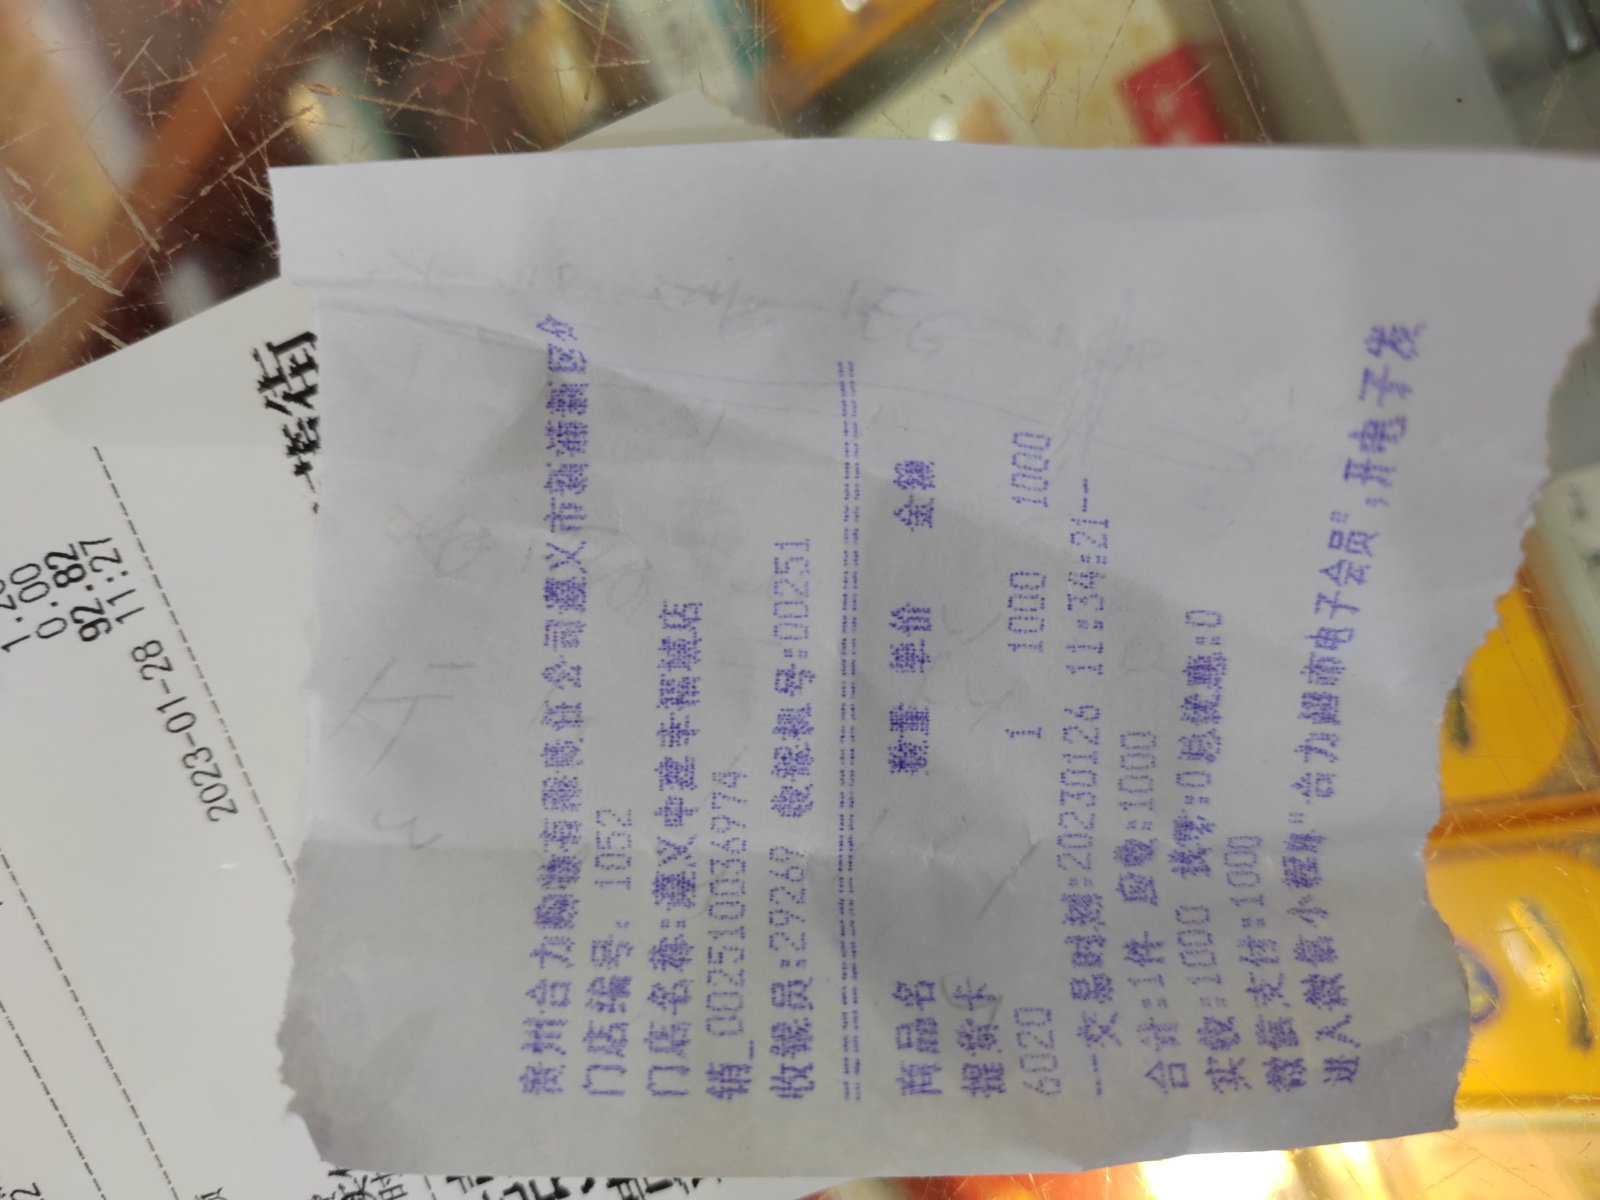 贵州合力购物有限责任公司遵义市新蒲新区分
门店编号: 1052
门店名称:遵义中建幸福城店
销_002510036974
收银员:29269 收银机号:00251
商品名 数量 单价 金额
提货卡
6020 1 1000 1000
---交易时刻:20230126 11:34:21--
合计:1件 应收:1000
实收:1000 找零:0总优惠:0
微信支付:1000
进入微信小程序"合力超市电子会员",开电子发
0.00
92.82
2023-01-28 11:27